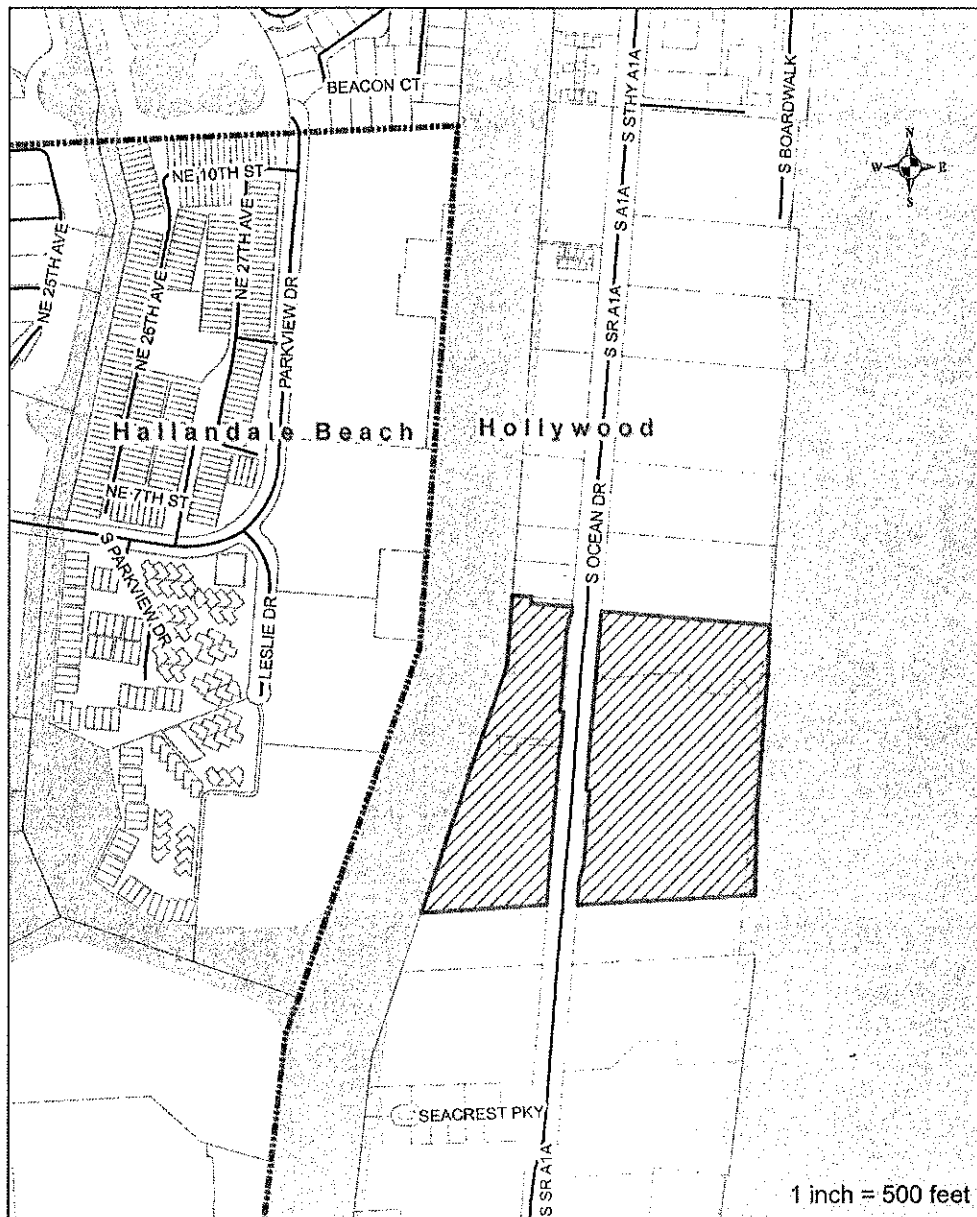 BEACON CT
S STHY A1A
S BOARDWALK
N
W E
S
NE 10TH ST
NE 27TH AVE
NE 25TH AVE
NE 26TH AVE
PARKVIEW DR
S A1A
S SR A1A
Hallandale Beach
Hollywood
NE 7TH ST
S PARKVIEW DR
LESLIE DR
S OCEAN DR
SEACREST PKY
S SR A1A
1 inch = 500 feet